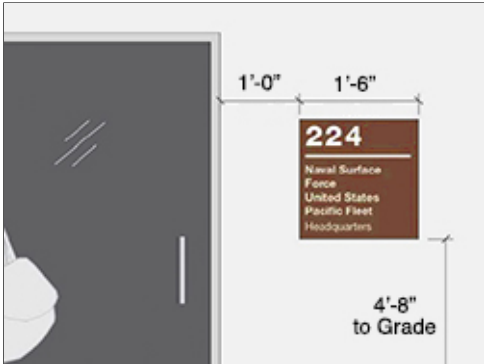 1'-0" 1'-6"
224
Naval Surface
Force
United States
Pacific Fleet
Headquarters
4'-8"
to Grade